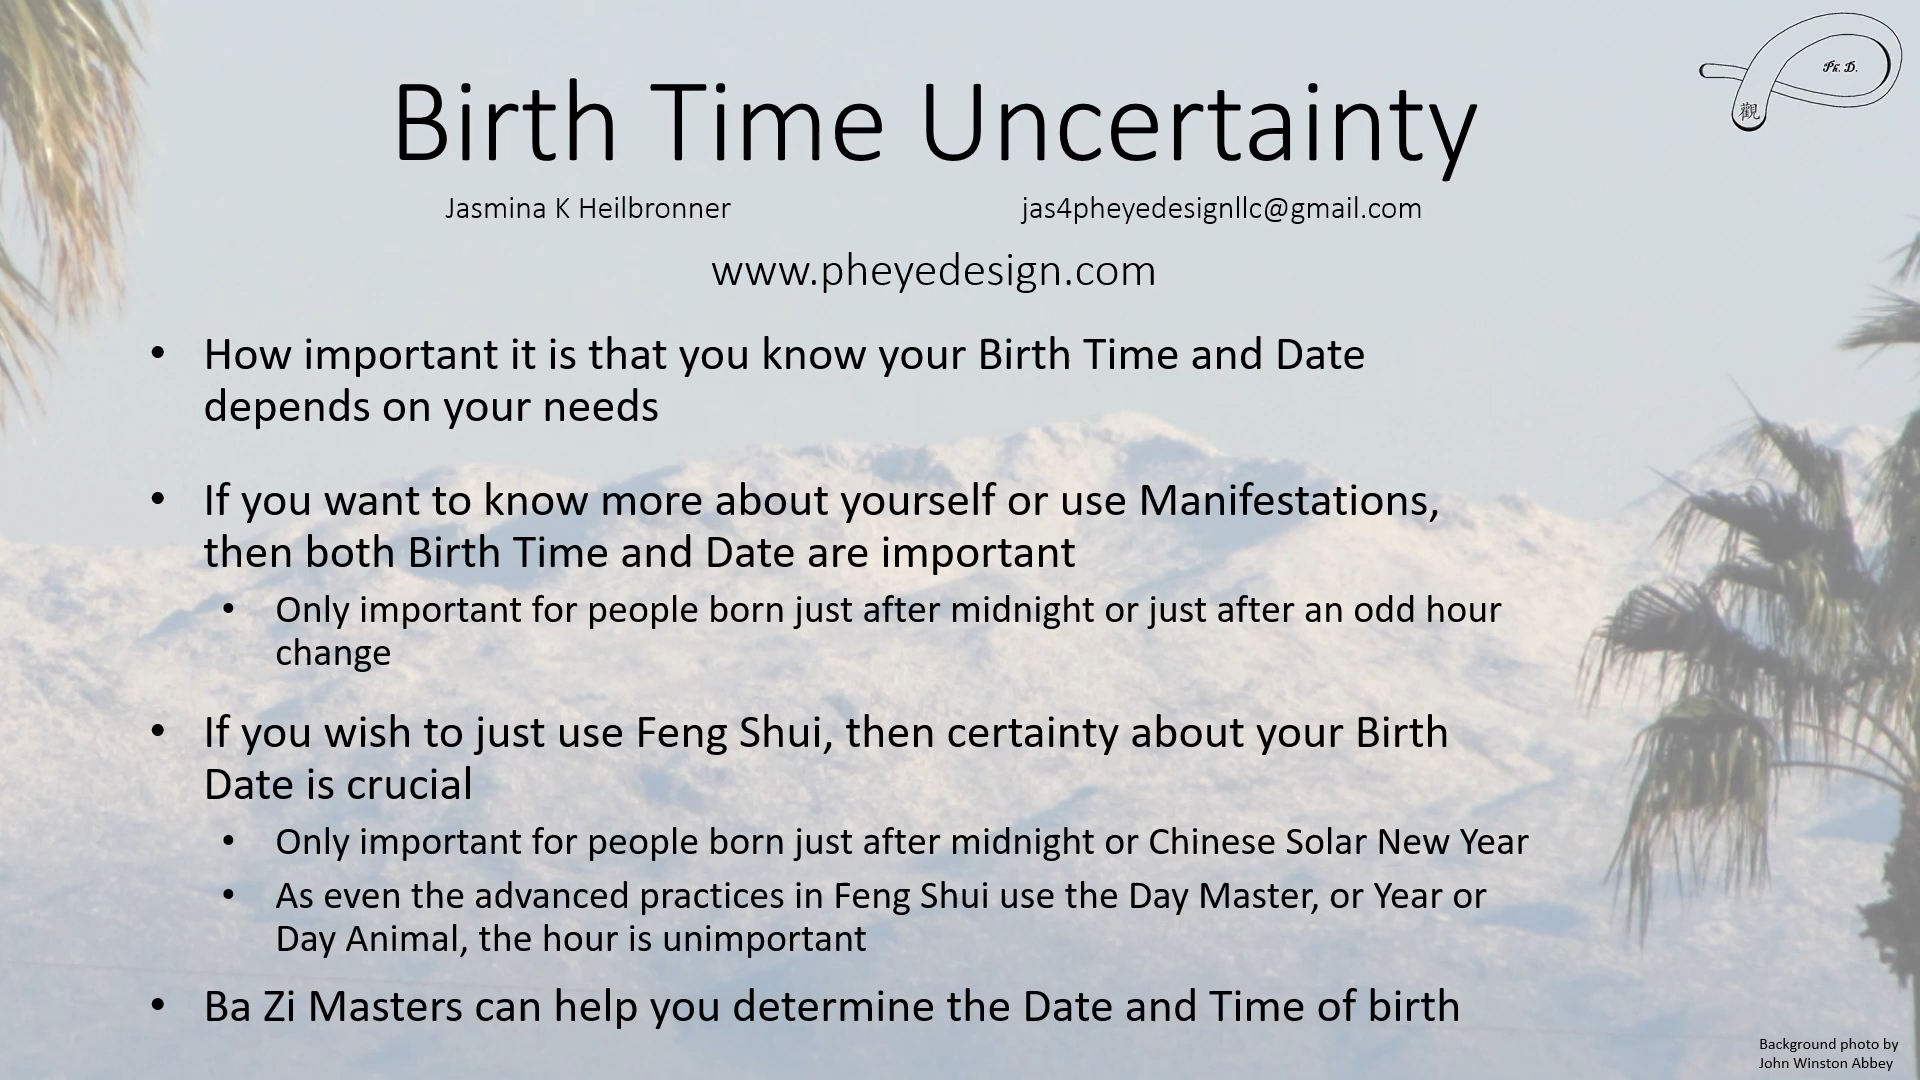 Ph. D.
觀
Birth Time Uncertainty
Jasmina K Heilbronner jas4pheyedesignllc@gmail.com
www.pheyedesign.com
• How important it is that you know your Birth Time and Date
depends on your needs
• If you want to know more about yourself or use Manifestations,
then both Birth Time and Date are important
• Only important for people born just after midnight or just after an odd hour
change
• If you wish to just use Feng Shui, then certainty about your Birth
Date is crucial
• Only important for people born just after midnight or Chinese Solar New Year
• As even the advanced practices in Feng Shui use the Day Master, or Year or
Day Animal, the hour is unimportant
• Ba Zi Masters can help you determine the Date and Time of birth
Background photo by
John Winston Abbey